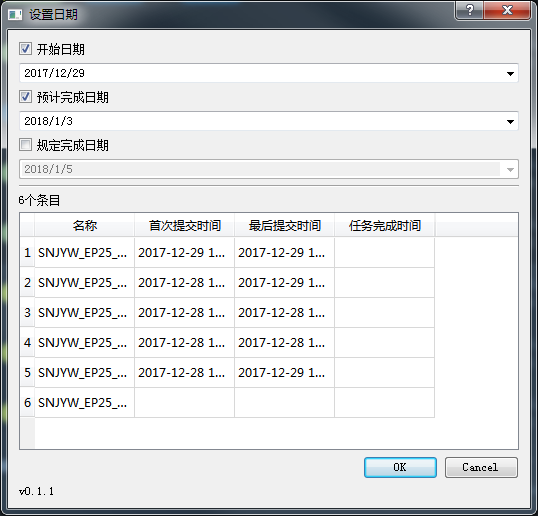 设置日期
开始日期
2017/12/29
预计完成日期
2018/1/3
规定完成日期
2018/1/5
6个条目
名称 首次提交时间 最后提交时间 任务完成时间
1 SNJYW_EP25_... 2017-12-29 1... 2017-12-29 1...
2 SNJYW_EP25_... 2017-12-28 1... 2017-12-29 1...
3 SNJYW_EP25_... 2017-12-28 1... 2017-12-28 1...
4 SNJYW_EP25_... 2017-12-28 1... 2017-12-28 1...
5 SNJYW_EP25_... 2017-12-28 1... 2017-12-29 1...
6 SNJYW_EP25_...
OK Cancel
v0.1.1